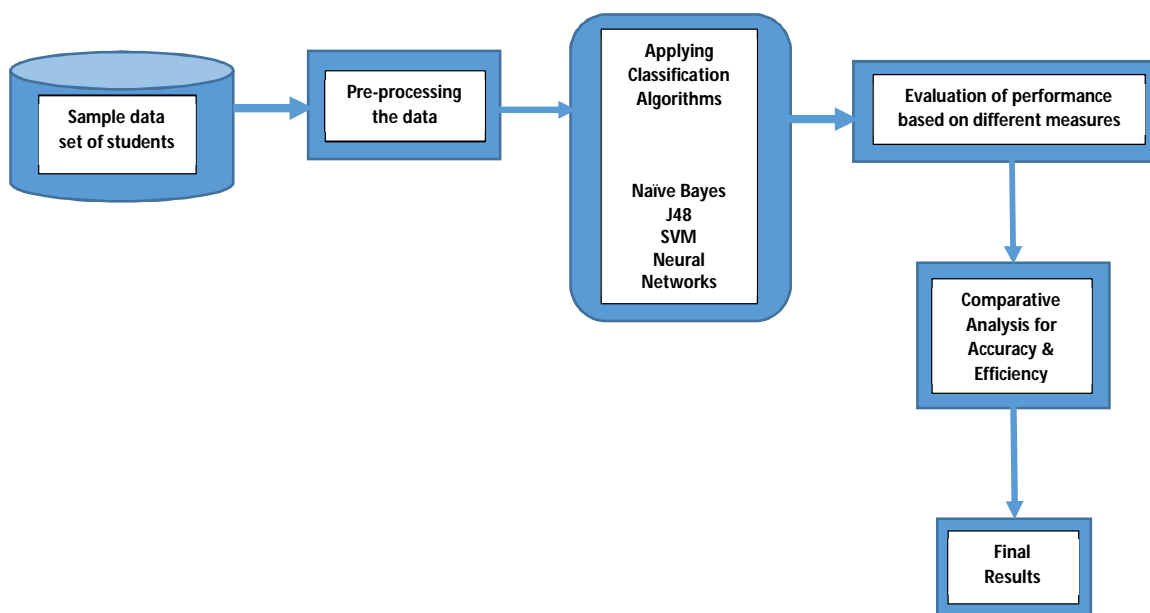 Sample data
set of students
Pre-processing
the data
Applying
Classification
Algorithms
Naïve Bayes
J48
SVM
Neural
Networks
Evaluation of performance
based on different measures
Comparative
Analysis for
Accuracy &
Efficiency
Final
Results